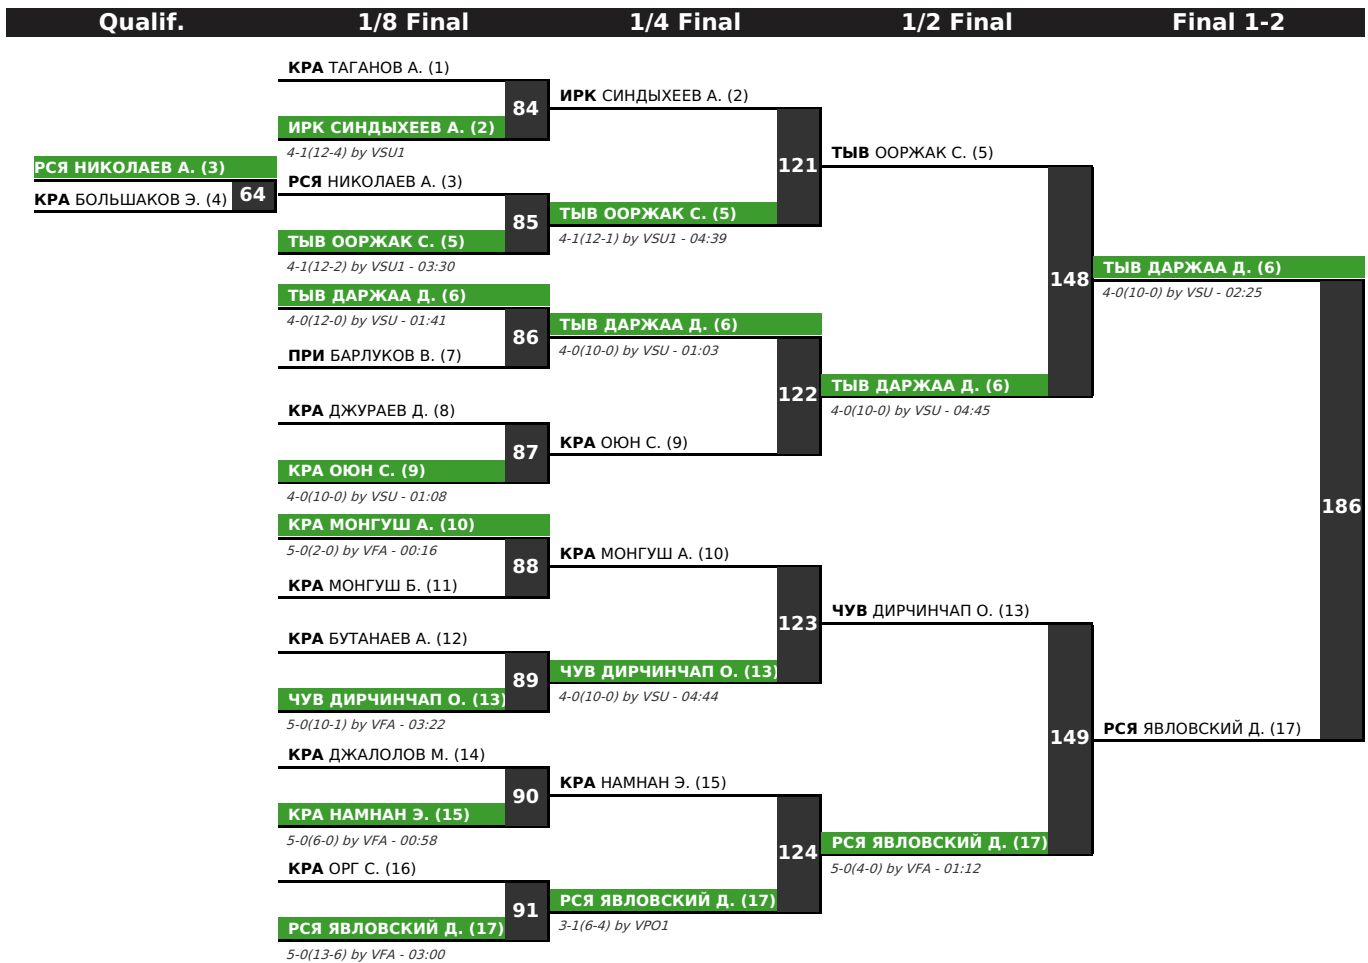 Qualif.
1/8 Final
1/4 Final
1/2 Final
Final 1-2
РСЯ НИКОЛАЕВ А. (3)
КРА БОЛЬШАКОВ Э. (4)
64
КРА ТАГАНОВ А. (1)
84
ИРК СИНДЫХЕЕВ А. (2)
4-1(12-4) by VSU1
РСЯ НИКОЛАЕВ А. (3)
85
ТЫВ ООРЖАК С. (5)
4-1(12-2) by VSU1 - 03:30
ТЫВ ДАРЖАА Д. (6)
4-0(12-0) by VSU - 01:41
86
ПРИ БАРЛУКОВ В. (7)
КРА ДЖУРАЕВ Д. (8)
87
КРА ОЮН С. (9)
4-0(10-0) by VSU - 01:08
КРА МОНГУШ А. (10)
5-0(2-0) by VFA - 00:16
88
КРА МОНГУШ Б. (11)
КРА БУТАНАЕВ А. (12)
89
ЧУВ ДИРЧИНЧАП О. (13)
5-0(10-1) by VFA - 03:22
КРА ДЖАЛОЛОВ М. (14)
90
КРА НАМНАН Э. (15)
5-0(6-0) by VFA - 00:58
КРА ОРГ С. (16)
91
РСЯ ЯВЛОВСКИЙ Д. (17)
5-0(13-6) by VFA - 03:00
ИРК СИНДЫХЕЕВ А. (2)
121
ТЫВ ООРЖАК С. (5)
4-1(12-1) by VSU1 - 04:39
ТЫВ ДАРЖАА Д. (6)
4-0(10-0) by VSU - 01:03
122
КРА ОЮН С. (9)
КРА МОНГУШ А. (10)
123
ЧУВ ДИРЧИНЧАП О. (13)
4-0(10-0) by VSU - 04:44
КРА НАМНАН Э. (15)
124
РСЯ ЯВЛОВСКИЙ Д. (17)
3-1(6-4) by VPO1
ТЫВ ООРЖАК С. (5)
148
ТЫВ ДАРЖАА Д. (6)
4-0(10-0) by VSU - 04:45
ЧУВ ДИРЧИНЧАП О. (13)
149
РСЯ ЯВЛОВСКИЙ Д. (17)
5-0(4-0) by VFA - 01:12
ТЫВ ДАРЖАА Д. (6)
4-0(10-0) by VSU - 02:25
186
РСЯ ЯВЛОВСКИЙ Д. (17)